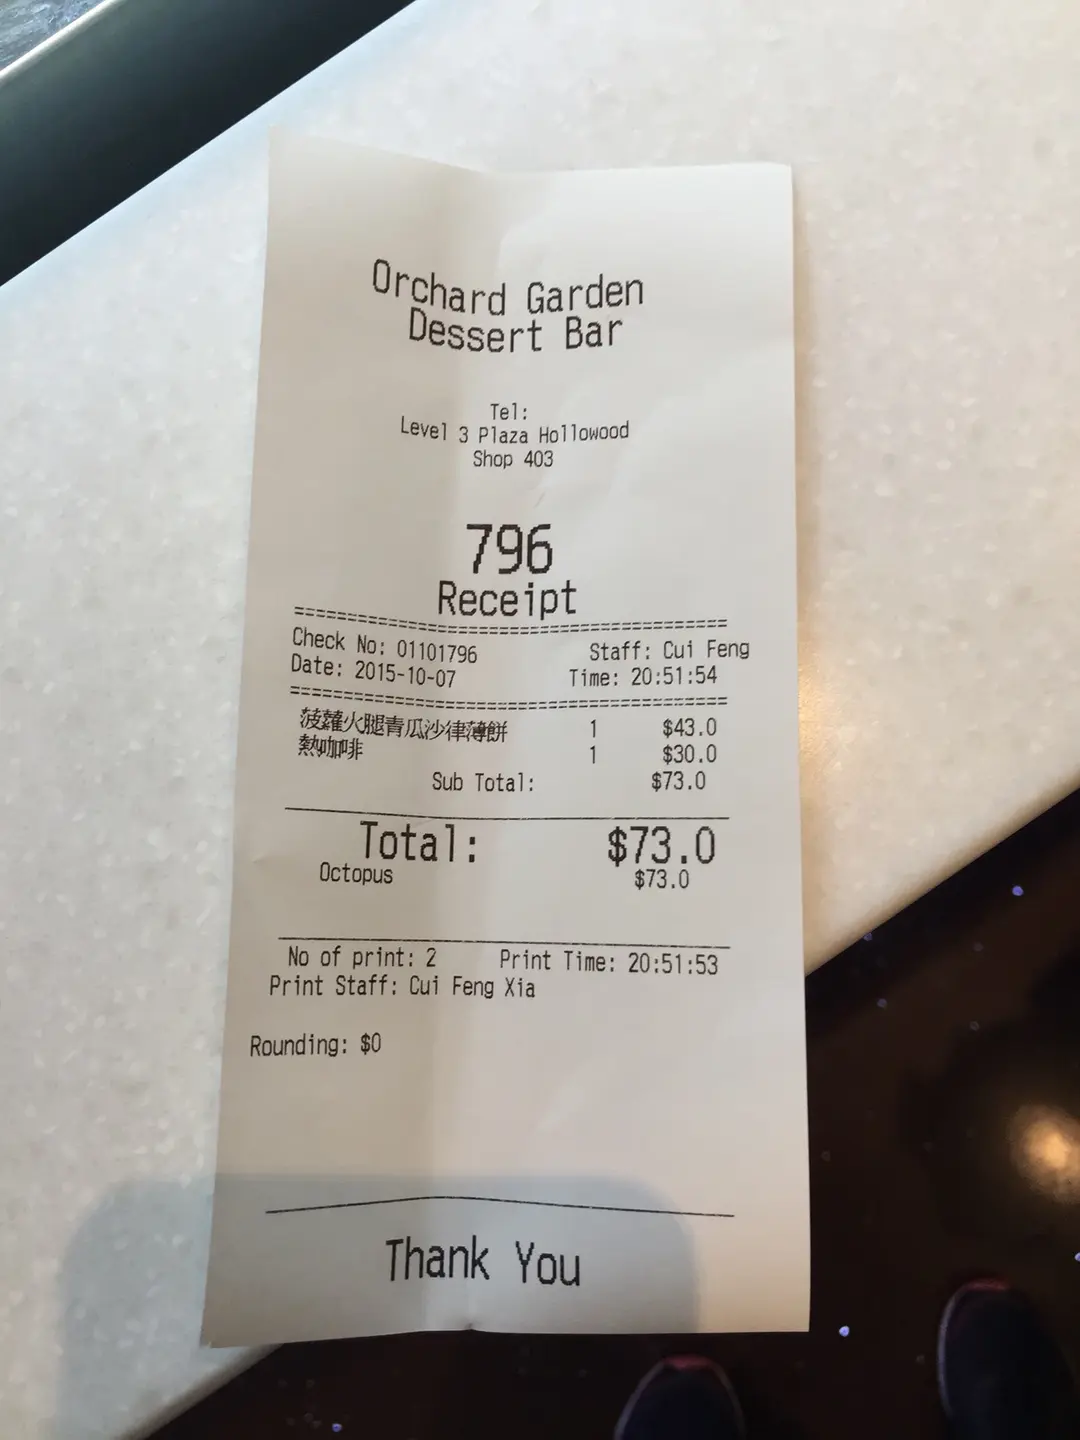 Orchard Garden
Dessert Bar
Tel:
Level 3 Plaza Hollowood
Shop 403
796
Receipt
==========================================
Check No: 01101796 Staff: Cui Feng
Date: 2015-10-07 Time: 20:51:54
==========================================
菠蘿火腿青瓜沙律薄餅 1 $43.0
熱咖啡 1 $30.0
Sub Total: $73.0
Total: $73.0
Octopus $73.0
No of print: 2 Print Time: 20:51:53
Print Staff: Cui Feng Xia
Rounding: $0
Thank You